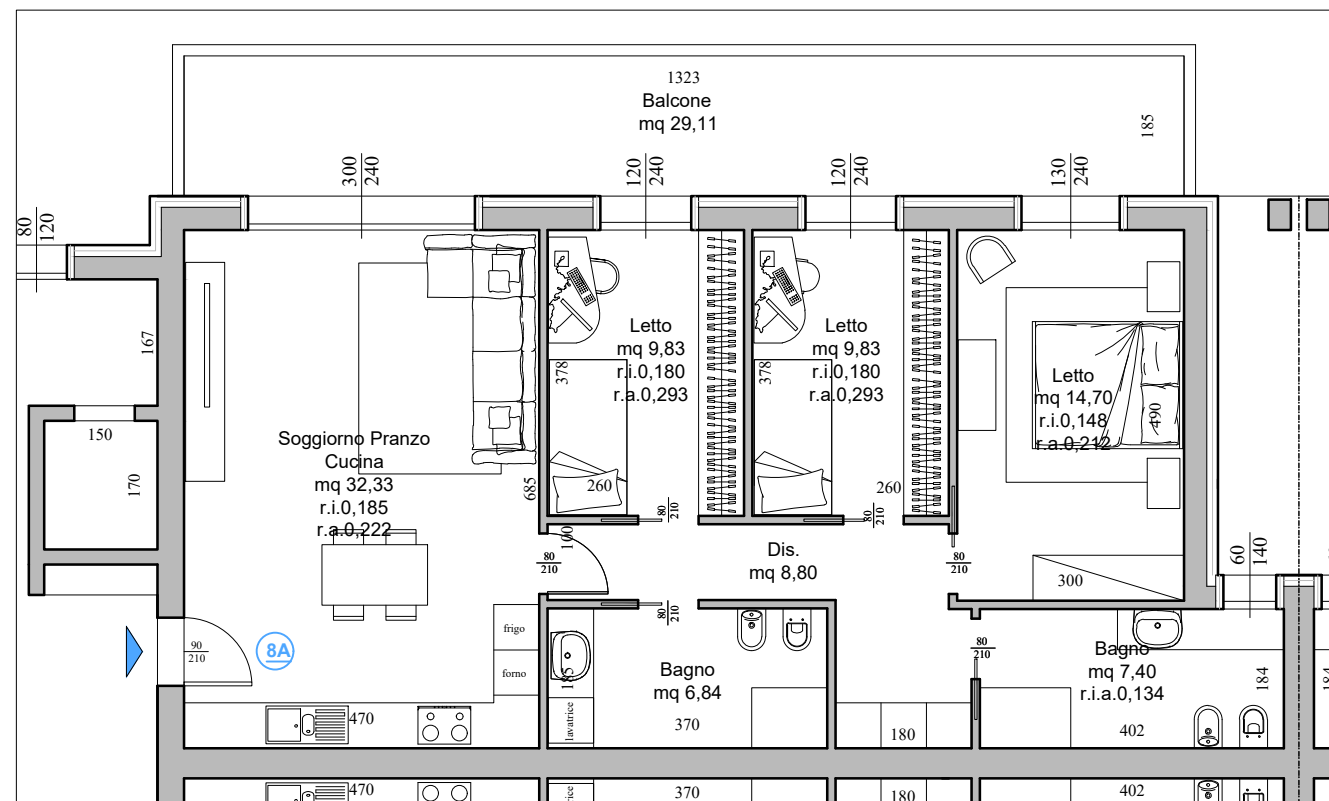 1323
Balcone
mq 29,11
185
300
240
120
240
120
240
130
240
80
120
167
150
170
Soggiorno Pranzo
Cucina
mq 32,33
r.i.0,185
r.a.0,222
685
378
Letto
mq 9,83
r.i.0,180
r.a.0,293
260
80
210
378
Letto
mq 9,83
r.i.0,180
r.a.0,293
260
80
210
Letto
mq 14,70
r.i.0,148
r.a.0,212
490
300
100
80
210
Dis.
mq 8,80
80
210
60
140
90
210
8A
frigo
forno
470
80
210
Bagno
mq 6,84
185
lavatrice
370
180
80
210
Bagno
mq 7,40
r.i.a.0,134
184
402
184
470
370
180
402